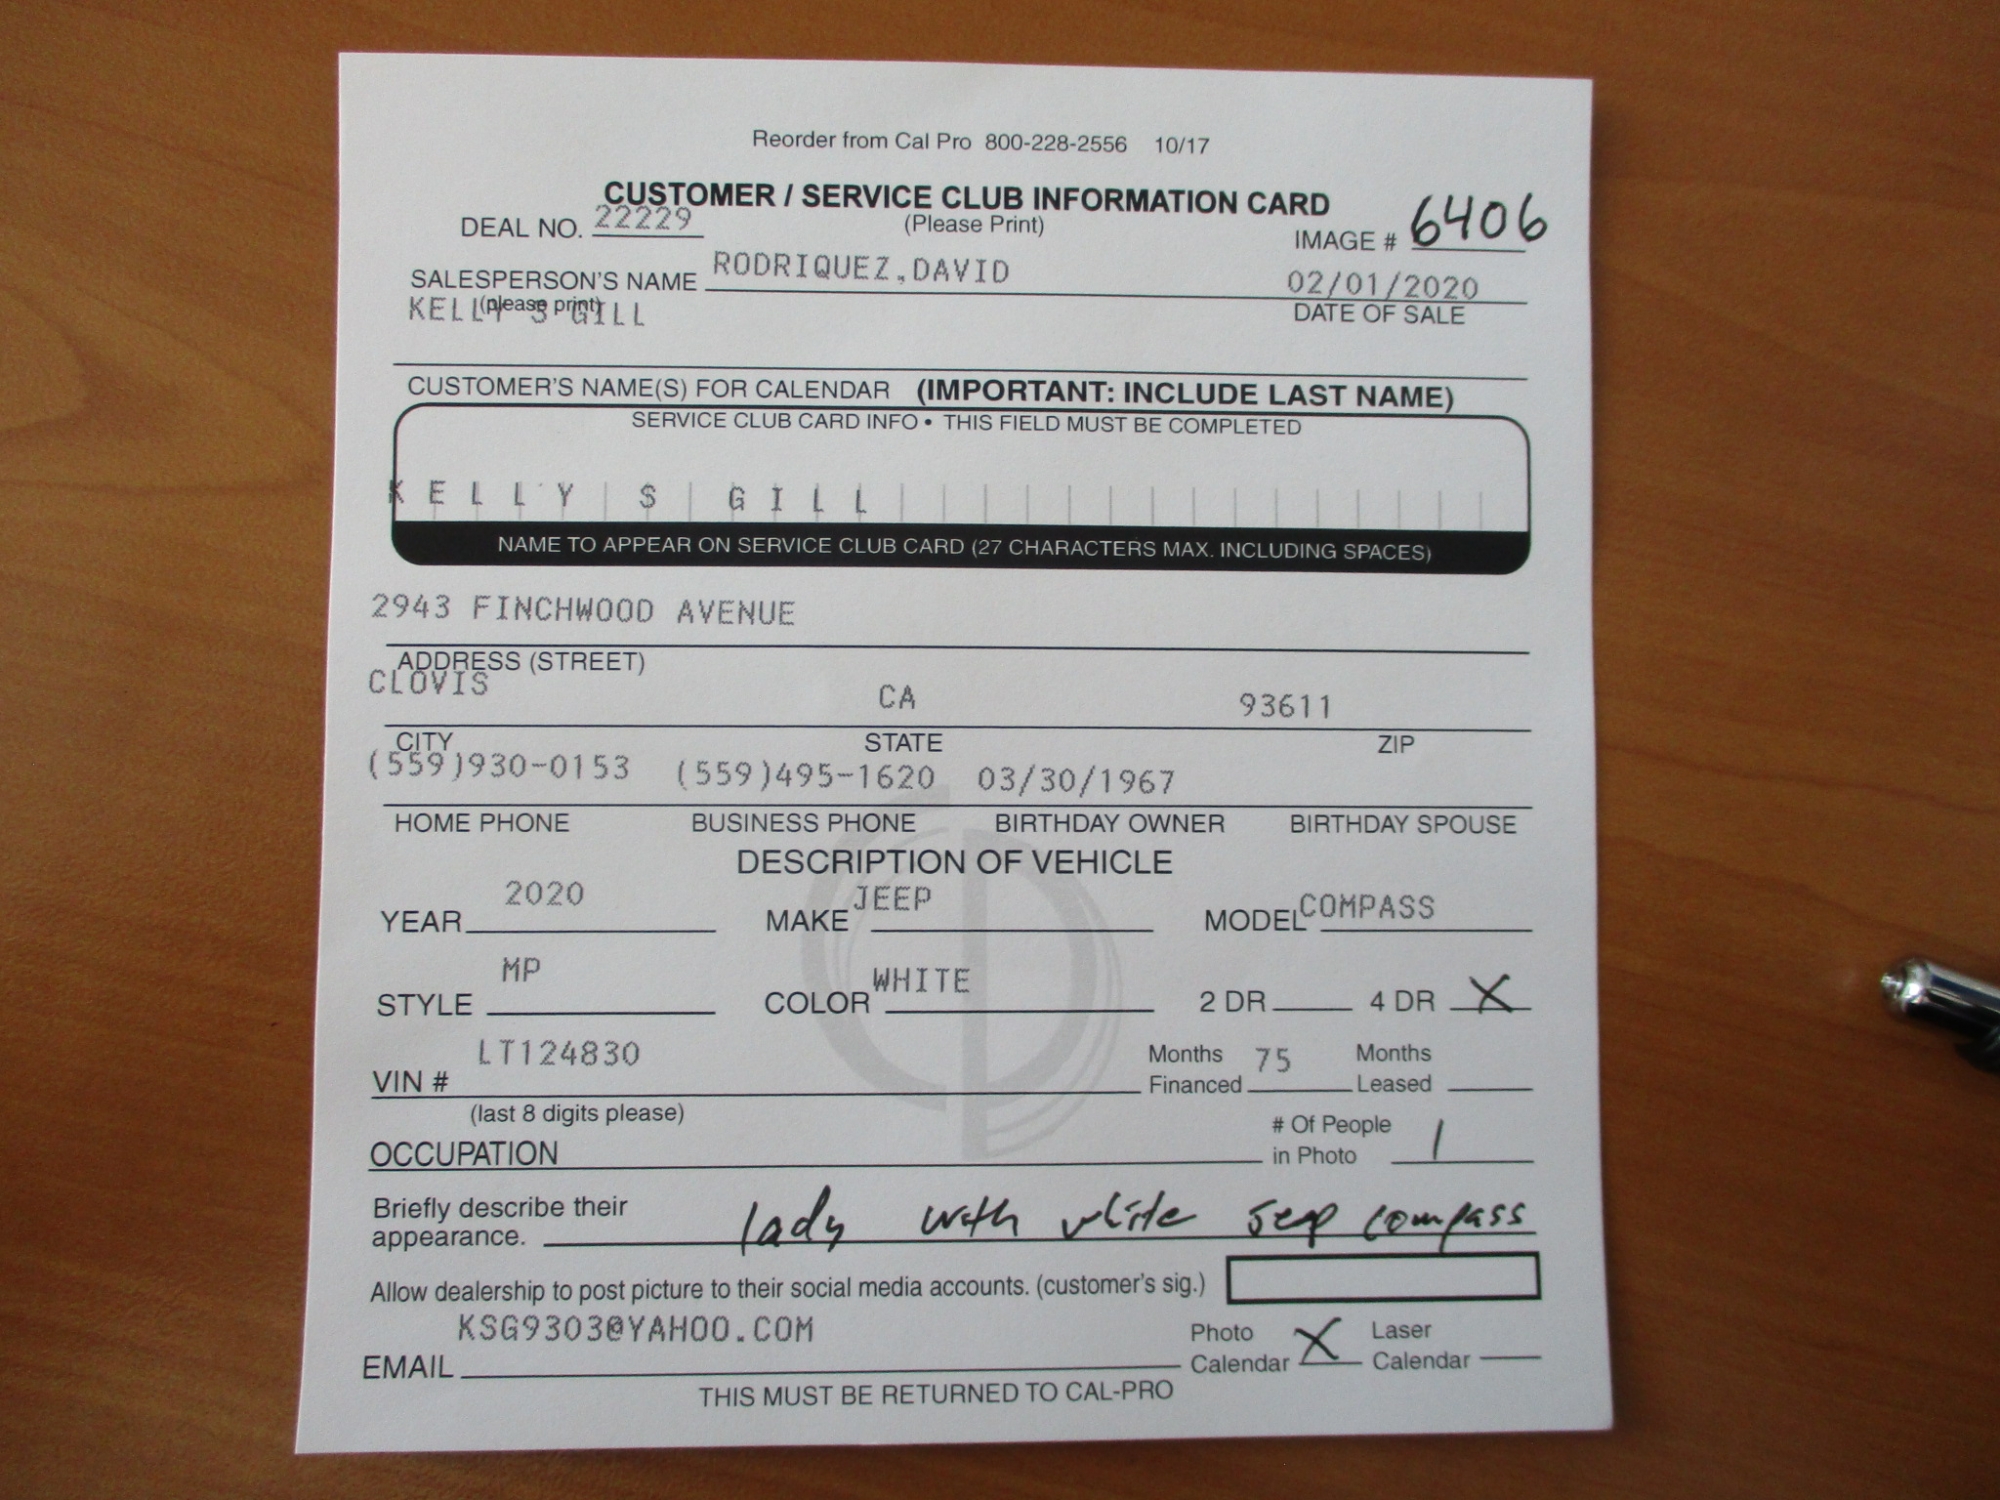 Reorder from Cal Pro 800-228-2556 10/17
CUSTOMER / SERVICE CLUB INFORMATION CARD
(Please Print)
DEAL NO. 22229
IMAGE # 6406
SALESPERSON'S NAME RODRIQUEZ,DAVID 02/01/2020
(please print) DATE OF SALE
KELLY S GILL
CUSTOMER'S NAME(S) FOR CALENDAR (IMPORTANT: INCLUDE LAST NAME)
SERVICE CLUB CARD INFO • THIS FIELD MUST BE COMPLETED
KELLY S GILL
NAME TO APPEAR ON SERVICE CLUB CARD (27 CHARACTERS MAX. INCLUDING SPACES)
2943 FINCHWOOD AVENUE
ADDRESS (STREET)
CLOVIS CA 93611
CITY STATE ZIP
(559)930-0153 (559)495-1620 03/30/1967
HOME PHONE BUSINESS PHONE BIRTHDAY OWNER BIRTHDAY SPOUSE
DESCRIPTION OF VEHICLE
YEAR 2020 MAKE JEEP MODEL COMPASS
STYLE MP COLOR WHITE 2 DR 4 DR X
VIN # LT124830 Months Financed 75 Months Leased
(last 8 digits please)
OCCUPATION # Of People in Photo 1
Briefly describe their appearance. lady with white Jeep compass
Allow dealership to post picture to their social media accounts. (customer's sig.)
EMAIL KSG9303@YAHOO.COM Photo Calendar X Laser Calendar
THIS MUST BE RETURNED TO CAL-PRO